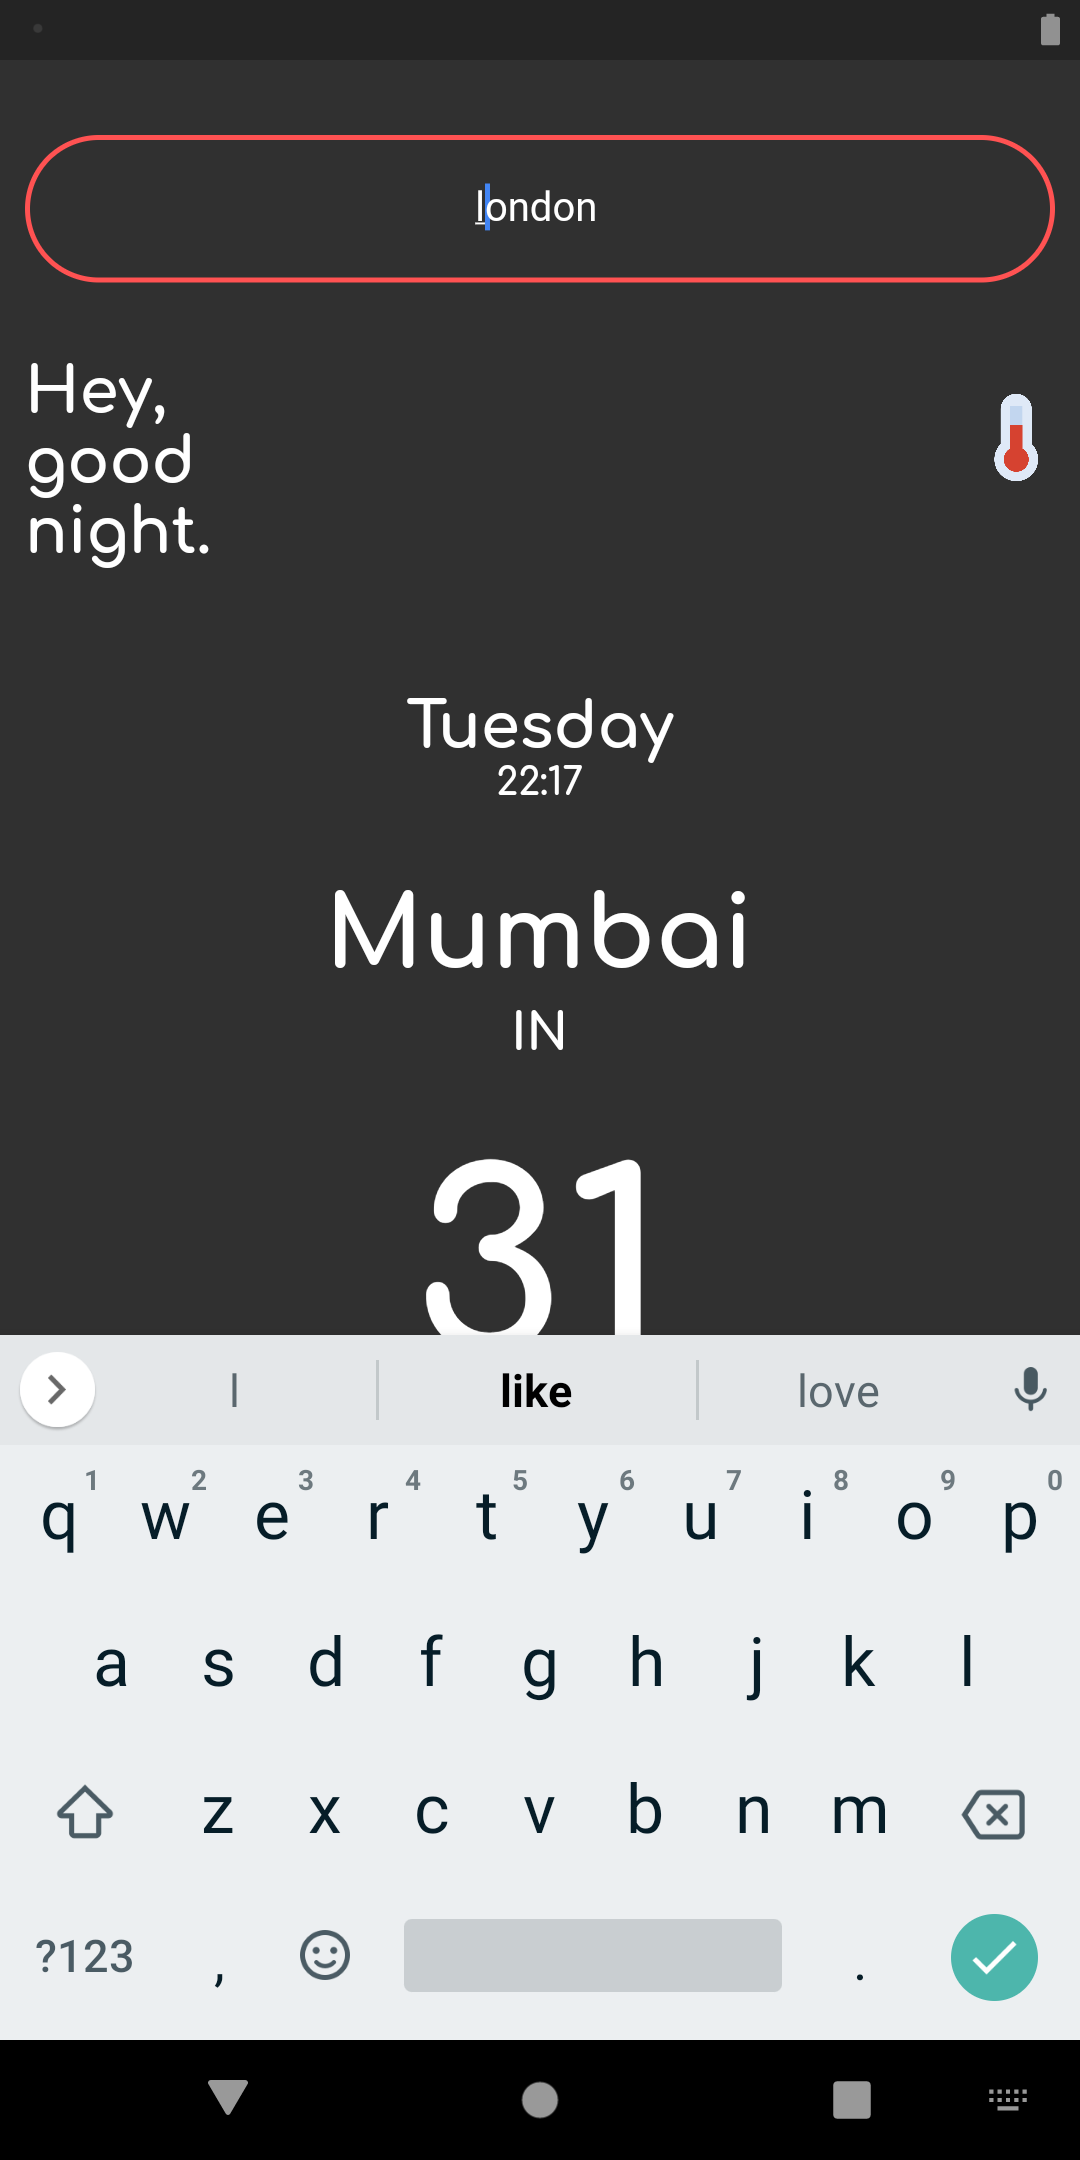 london
Hey,
good
night.
Tuesday
22:17
Mumbai
IN
31
l like love
1 2 3 4 5 6 7 8 9 0
q w e r t y u i o p
a s d f g h j k l
z x c v b n m
?123 , .